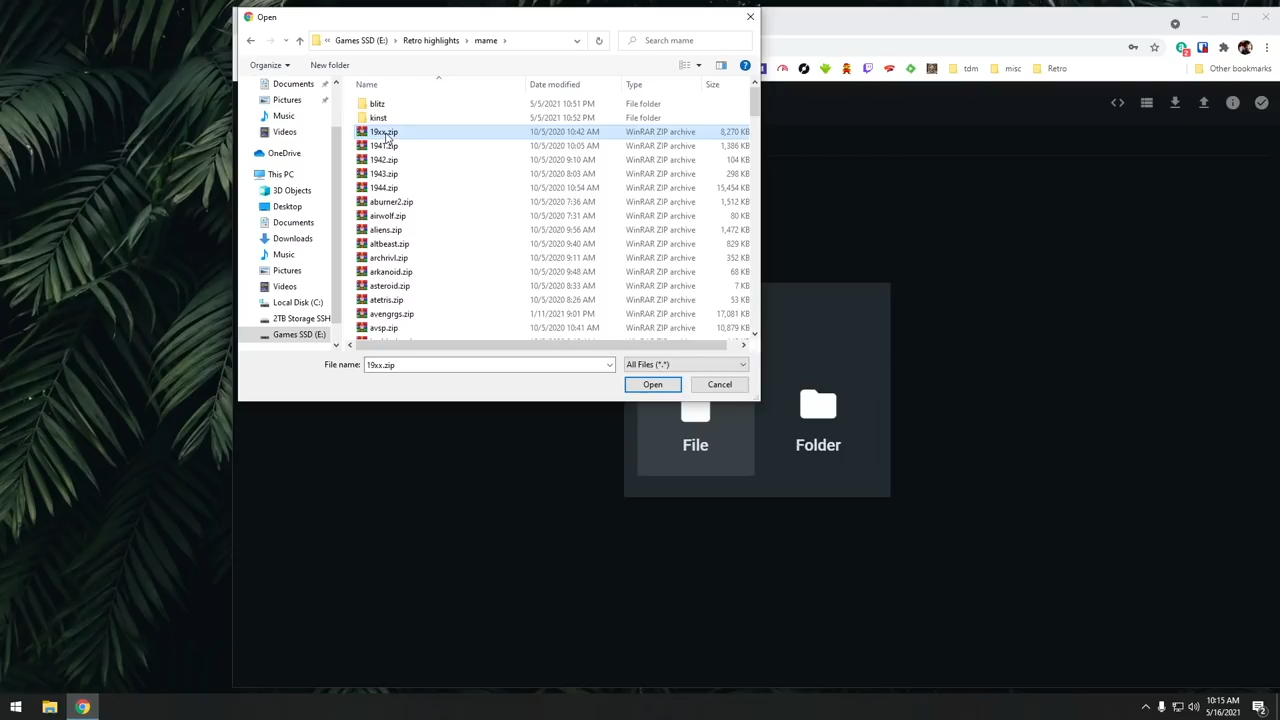 Open
Games SSD (E:) Retro highlights mame
Search mame
Organize New folder
Name Date modified Type Size
Documents
Pictures
Music
Videos
OneDrive
This PC
3D Objects
Desktop
Documents
Downloads
Music
Pictures
Videos
Local Disk (C:)
2TB Storage SSH
Games SSD (E:)
blitz 5/5/2021 10:51 PM File folder
kinst 5/5/2021 10:52 PM File folder
19xx.zip 10/5/2020 10:42 AM WinRAR ZIP archive 8,270 KB
1941.zip 10/5/2020 10:05 AM WinRAR ZIP archive 1,386 KB
1942.zip 10/5/2020 9:10 AM WinRAR ZIP archive 104 KB
1943.zip 10/5/2020 8:03 AM WinRAR ZIP archive 298 KB
1944.zip 10/5/2020 10:54 AM WinRAR ZIP archive 15,454 KB
aburner2.zip 10/5/2020 7:36 AM WinRAR ZIP archive 1,512 KB
airwolf.zip 10/5/2020 7:31 AM WinRAR ZIP archive 80 KB
aliens.zip 10/5/2020 9:56 AM WinRAR ZIP archive 1,472 KB
altbeast.zip 10/5/2020 9:40 AM WinRAR ZIP archive 829 KB
archrivl.zip 10/5/2020 9:11 AM WinRAR ZIP archive 352 KB
arkanoid.zip 10/5/2020 9:48 AM WinRAR ZIP archive 68 KB
asteroid.zip 10/5/2020 8:33 AM WinRAR ZIP archive 7 KB
atetris.zip 10/5/2020 8:26 AM WinRAR ZIP archive 53 KB
avengrgs.zip 1/11/2021 9:01 PM WinRAR ZIP archive 17,081 KB
avsp.zip 10/5/2020 10:41 AM WinRAR ZIP archive 10,879 KB
File name: 19xx.zip All Files (*.*)
Open Cancel
tdm misc Retro Other bookmarks
File Folder
10:15 AM
5/16/2021
2